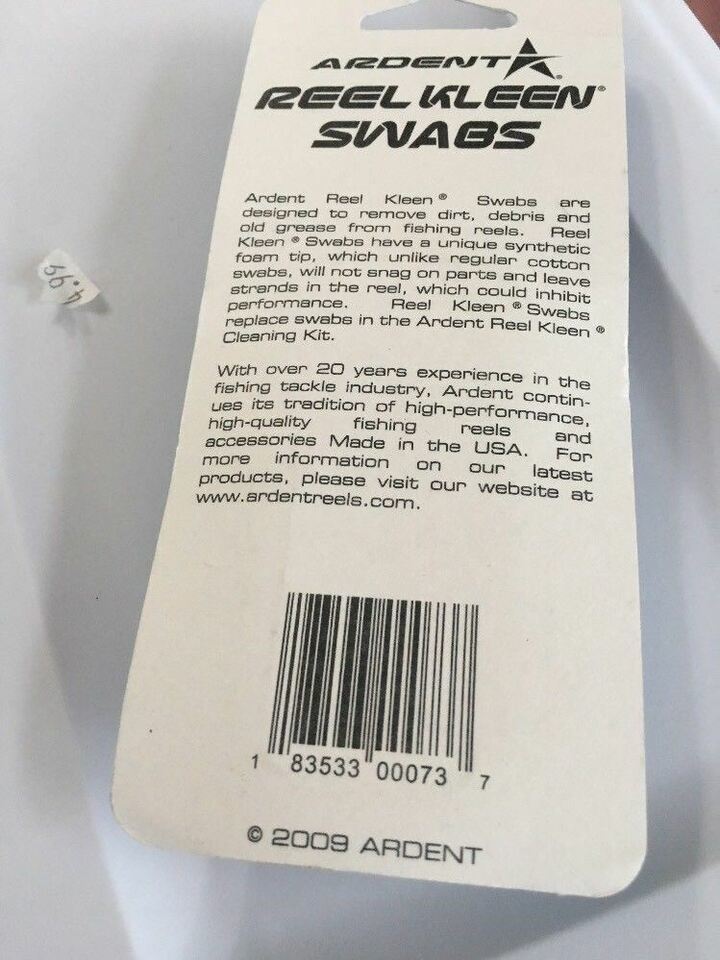 ARDENT
REEL KLEEN®
SWABS
Ardent Reel Kleen ® Swabs are
designed to remove dirt, debris and
old grease from fishing reels. Reel
Kleen ® Swabs have a unique synthetic
foam tip, which unlike regular cotton
swabs, will not snag on parts and leave
strands in the reel, which could inhibit
performance. Reel Kleen ® Swabs
replace swabs in the Ardent Reel Kleen ®
Cleaning Kit.
With over 20 years experience in the
fishing tackle industry, Ardent contin-
ues its tradition of high-performance,
high-quality fishing reels and
accessories Made in the USA. For
more information on our latest
products, please visit our website at
www.ardentreels.com.
1 83533 00073 7
© 2009 ARDENT
4.99